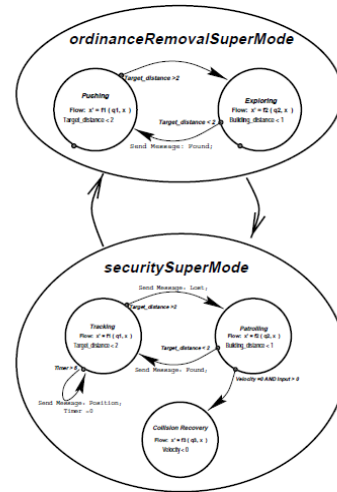 ordinanceRemovalSuperMode
Target_distance >2
Pushing
Flow: x' = f1 ( q1, x )
Target_distance < 2
Exploring
Flow: x' = f2 ( q2, x )
Building_distance < 1
Target_distance < 2
Send Message: Found;
securitySuperMode
Send Message: Lost;
Target_distance >2
Tracking
Flow: x' = f1 ( q1, x )
Target_distance < 2
Patrolling
Flow: x' = f2 ( q2, x )
Building_distance < 1
Target_distance < 2
Send Message: Found;
Velocity =0 AND Input > 0
Send Message: Position;
Timer =0
Collision Recovery
Flow: x' = f3 ( q3, x )
Velocity < 0